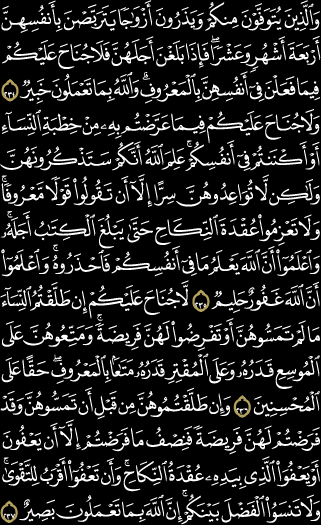 وَٱلَّذِينَ يُتَوَفَّوْنَ مِنكُمْ وَيَذَرُونَ أَزْوَٰجًا يَتَرَبَّصْنَ بِأَنفُسِهِنَّ
أَرْبَعَةَ أَشْهُرٍ وَعَشْرًا ۖ فَإِذَا بَلَغْنَ أَجَلَهُنَّ فَلَا جُنَاحَ عَلَيْكُمْ
فِيمَا فَعَلْنَ فِىٓ أَنفُسِهِنَّ بِٱلْمَعْرُوفِ ۗ وَٱللَّهُ بِمَا تَعْمَلُونَ خَبِيرٌ ٢٣٤
وَلَا جُنَاحَ عَلَيْكُمْ فِيمَا عَرَّضْتُم بِهِۦ مِنْ خِطْبَةِ ٱلنِّسَآءِ
أَوْ أَكْنَنتُمْ فِىٓ أَنفُسِكُمْ ۚ عَلِمَ ٱللَّهُ أَنَّكُمْ سَتَذْكُرُونَهُنَّ
وَلَٰكِن لَّا تُوَاعِدُوهُنَّ سِرًّا إِلَّآ أَن تَقُولُوا۟ قَوْلًا مَّعْرُوفًا ۚ
وَلَا تَعْزِمُوا۟ عُقْدَةَ ٱلنِّكَاحِ حَتَّىٰ يَبْلُغَ ٱلْكِتَٰبُ أَجَلَهُۥ ۚ
وَٱعْلَمُوٓا۟ أَنَّ ٱللَّهَ يَعْلَمُ مَا فِىٓ أَنفُسِكُمْ فَٱحْذَرُوهُ ۚ وَٱعْلَمُوٓا۟
أَنَّ ٱللَّهَ غَفُورٌ حَلِيمٌ ٢٣٥ لَّا جُنَاحَ عَلَيْكُمْ إِن طَلَّقْتُمُ ٱلنِّسَآءَ
مَا لَمْ تَمَسُّوهُنَّ أَوْ تَفْرِضُوا۟ لَهُنَّ فَرِيضَةً ۚ وَمَتِّعُوهُنَّ عَلَى
ٱلْمُوسِعِ قَدَرُهُۥ وَعَلَى ٱلْمُقْتِرِ قَدَرُهُۥ مَتَٰعًۢا بِٱلْمَعْرُوفِ ۖ حَقًّا عَلَى
ٱلْمُحْسِنِينَ ٢٣٦ وَإِن طَلَّقْتُمُوهُنَّ مِن قَبْلِ أَن تَمَسُّوهُنَّ وَقَدْ
فَرَضْتُمْ لَهُنَّ فَرِيضَةً فَنِصْفُ مَا فَرَضْتُمْ إِلَّآ أَن يَعْفُونَ
أَوْ يَعْفُوَا۟ ٱلَّذِى بِيَدِهِۦ عُقْدَةُ ٱلنِّكَاحِ ۚ وَأَن تَعْفُوٓا۟ أَقْرَبُ لِلتَّقْوَىٰ ۚ
وَلَا تَنسَوُا۟ ٱلْفَضْلَ بَيْنَكُمْ ۚ إِنَّ ٱللَّهَ بِمَا تَعْمَلُونَ بَصِيرٌ ٢٣٧